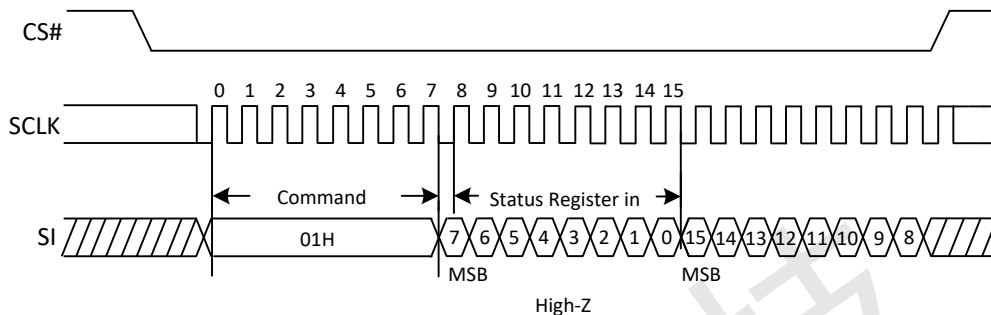 CS#
0 1 2 3 4 5 6 7 8 9 10 11 12 13 14 15
SCLK
Command
Status Register in
SI
01H
7 6 5 4 3 2 1 0 15 14 13 12 11 10 9 8
MSB MSB
High-Z